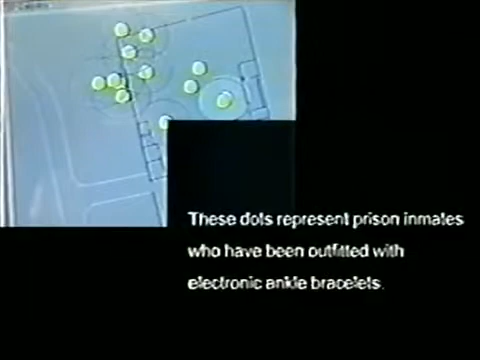 These dots represent prison inmates
who have been outfitted with
electronic ankle bracelets.